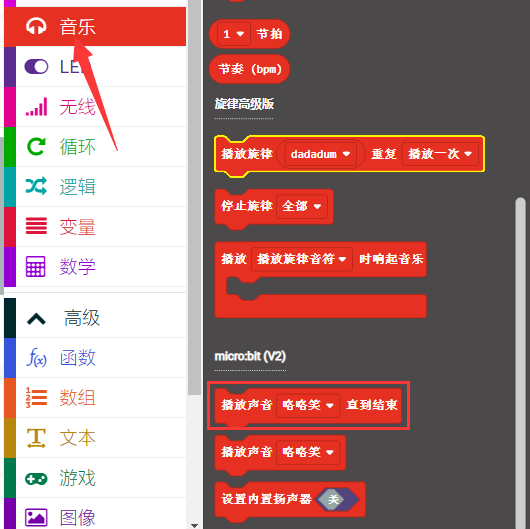 音乐
LE
无线
循环
逻辑
变量
数学
高级
f(x) 函数
1 2 3 数组
T 文本
游戏
图像
1 节拍
节奏 (bpm)
旋律高级版
播放旋律 dadadum 重复 播放一次
停止旋律 全部
播放 播放旋律音符 时响起音乐
micro:bit (V2)
播放声音 咯咯笑 直到结束
播放声音 咯咯笑
设置内置扬声器 关